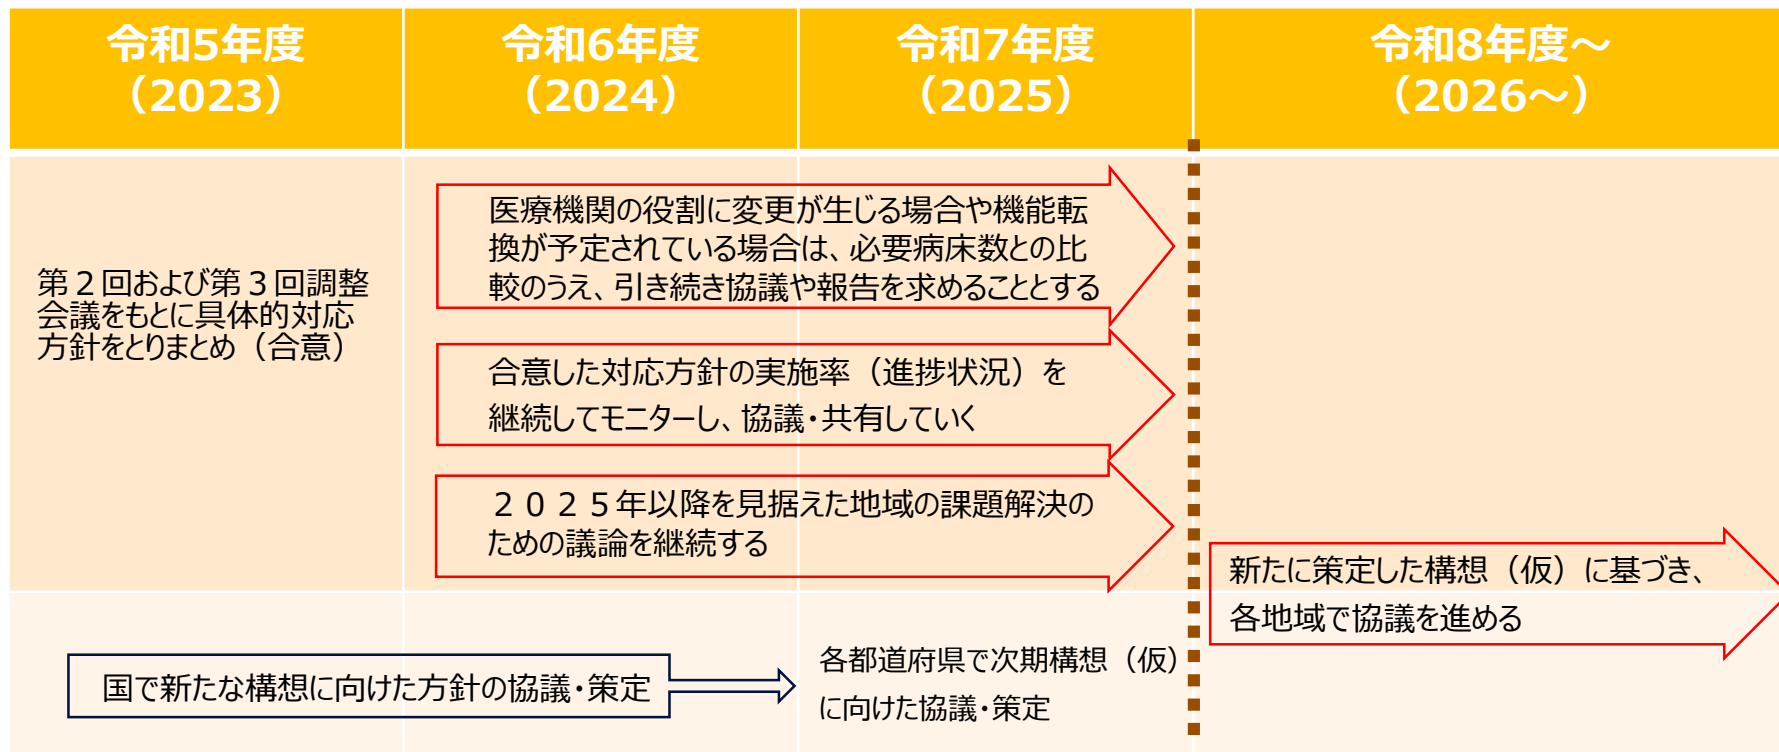 令和5年度
（2023）
令和6年度
（2024）
令和7年度
（2025）
令和8年度～
（2026～）
第２回および第３回調整
会議をもとに具体的対応
方針をとりまとめ（合意）
医療機関の役割に変更が生じる場合や機能転
換が予定されている場合は、必要病床数との比
較のうえ、引き続き協議や報告を求めることとする
合意した対応方針の実施率（進捗状況）を
継続してモニターし、協議・共有していく
２０２５年以降を見据えた地域の課題解決の
ための議論を継続する
新たに策定した構想（仮）に基づき、
各地域で協議を進める
国で新たな構想に向けた方針の協議・策定
各都道府県で次期構想（仮）
に向けた協議・策定